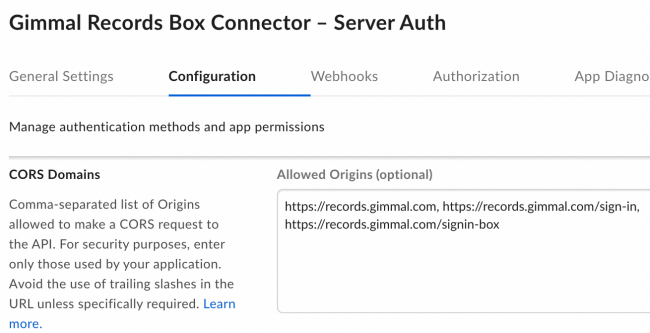 Gimmal Records Box Connector – Server Auth
General Settings Configuration Webhooks Authorization App Diagno
Manage authentication methods and app permissions
CORS Domains
Comma-separated list of Origins
allowed to make a CORS request to
the API. For security purposes, enter
only those used by your application.
Avoid the use of trailing slashes in the
URL unless specifically required. Learn
more.
Allowed Origins (optional)
https://records.gimmal.com, https://records.gimmal.com/sign-in,
https://records.gimmal.com/signin-box